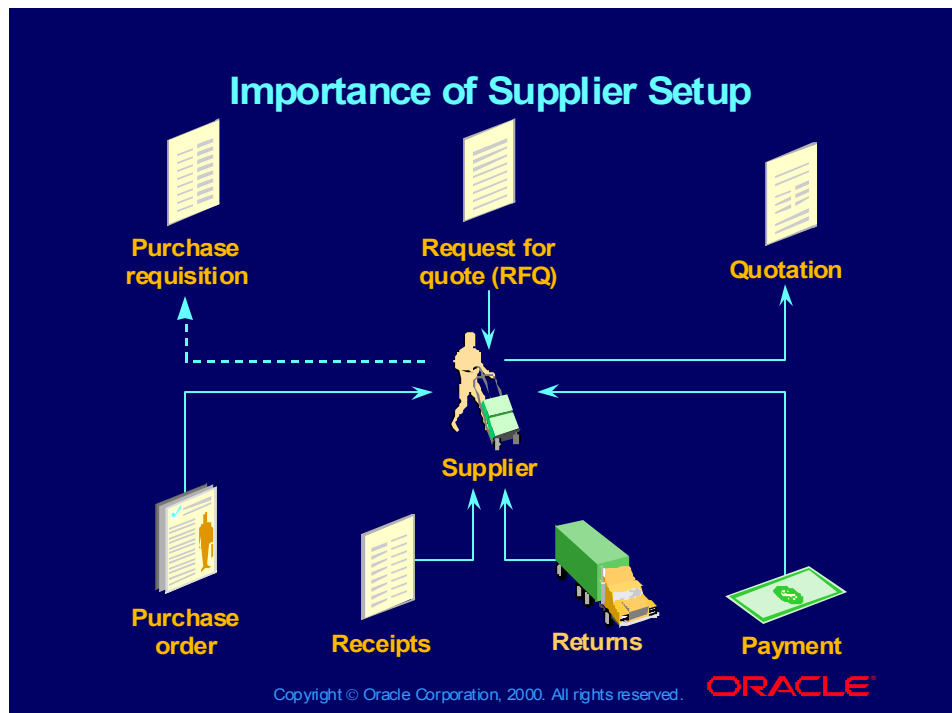 Importance of Supplier Setup
Purchase
requisition
Request for
quote (RFQ)
Quotation
Supplier
Purchase
order
Receipts
Returns
$
Payment
Copyright © Oracle Corporation, 2000. All rights reserved.
ORACLE®